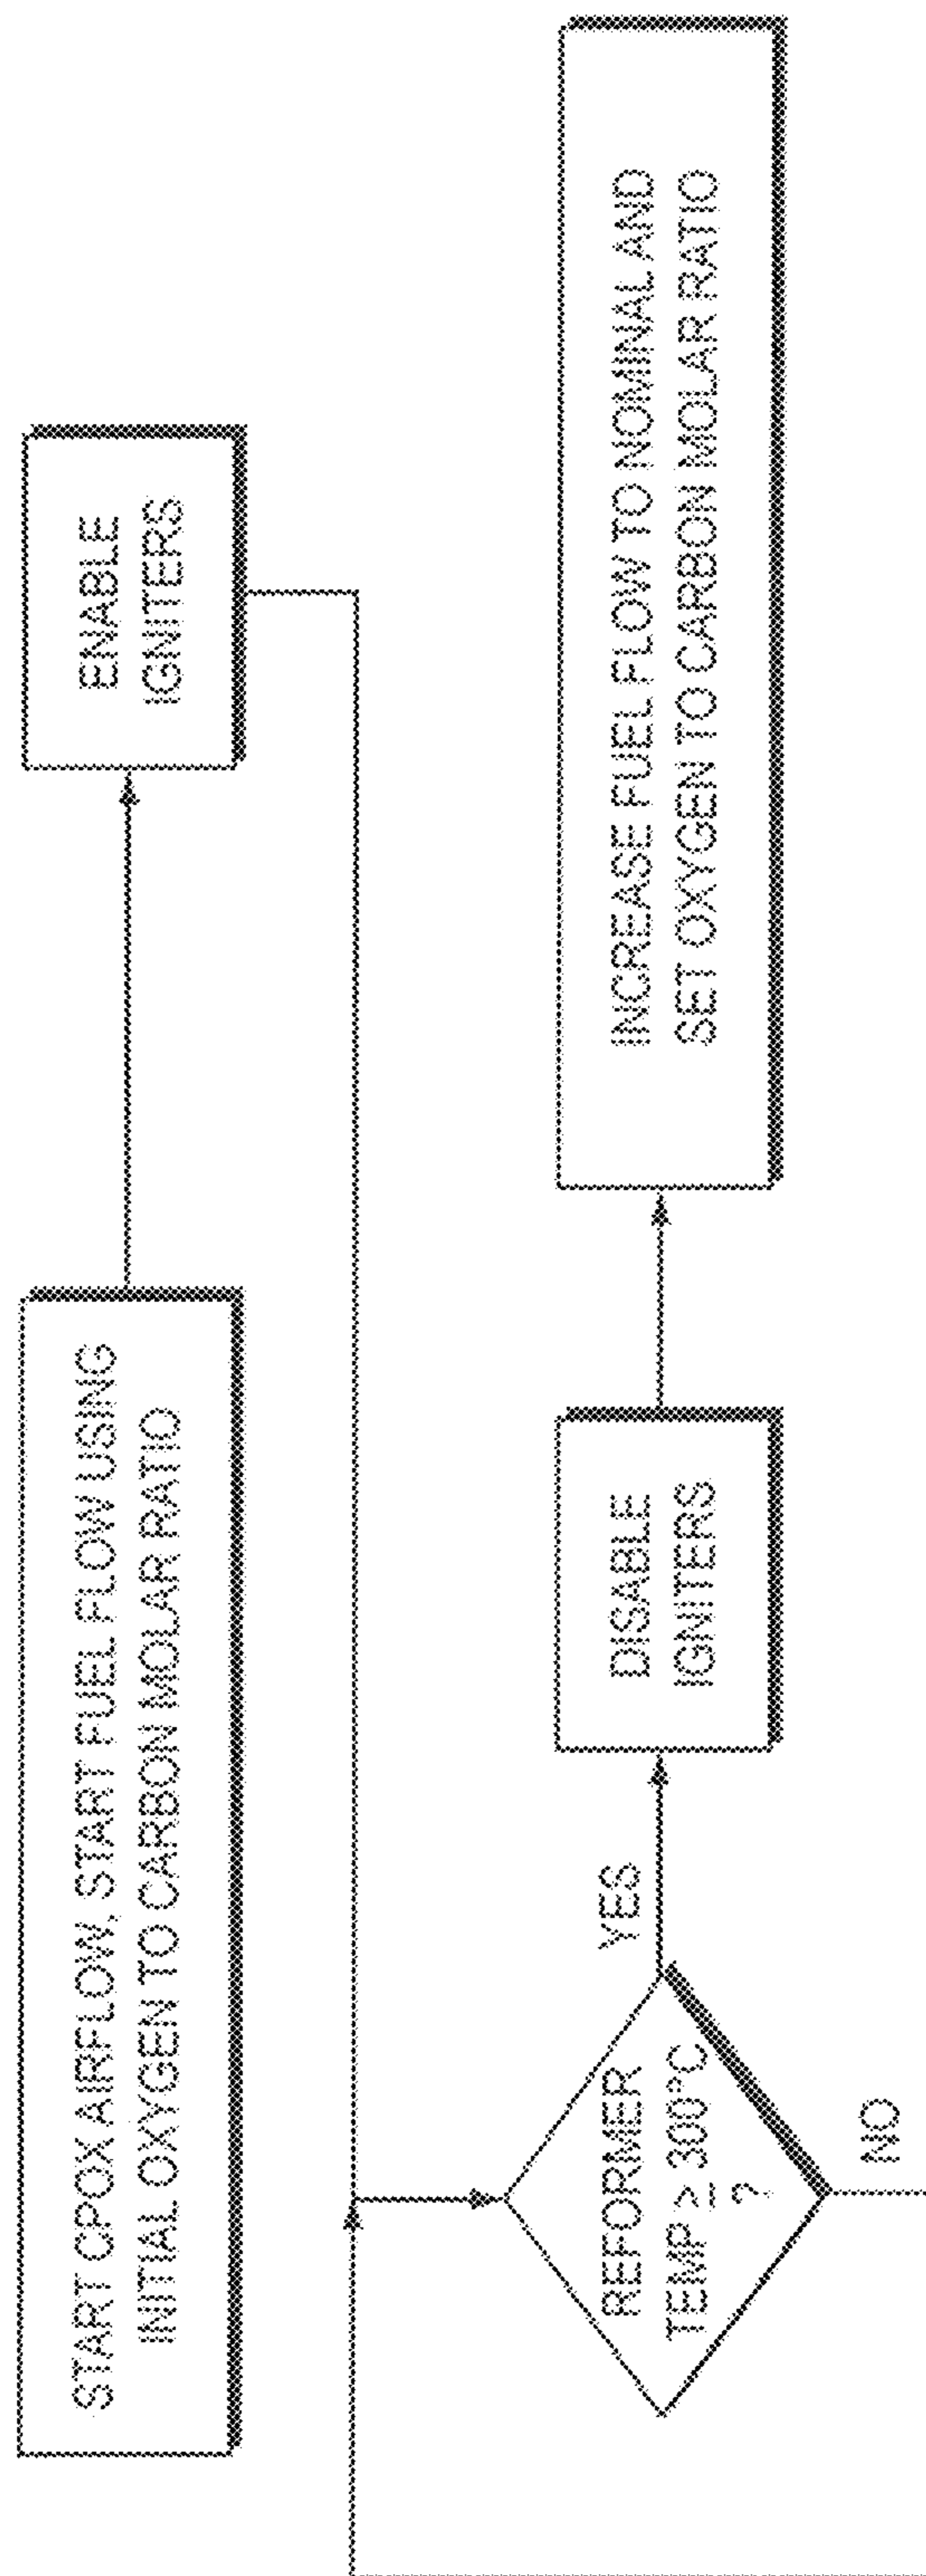 START CPOX AIRFLOW, START FUEL FLOW USING
INITIAL OXYGEN TO CARBON MOLAR RATIO
ENABLE
IGNITERS
REFORMER
TEMP ≥ 300°C
?
YES
NO
DISABLE
IGNITERS
INCREASE FUEL FLOW TO NOMINAL AND
SET OXYGEN TO CARBON MOLAR RATIO